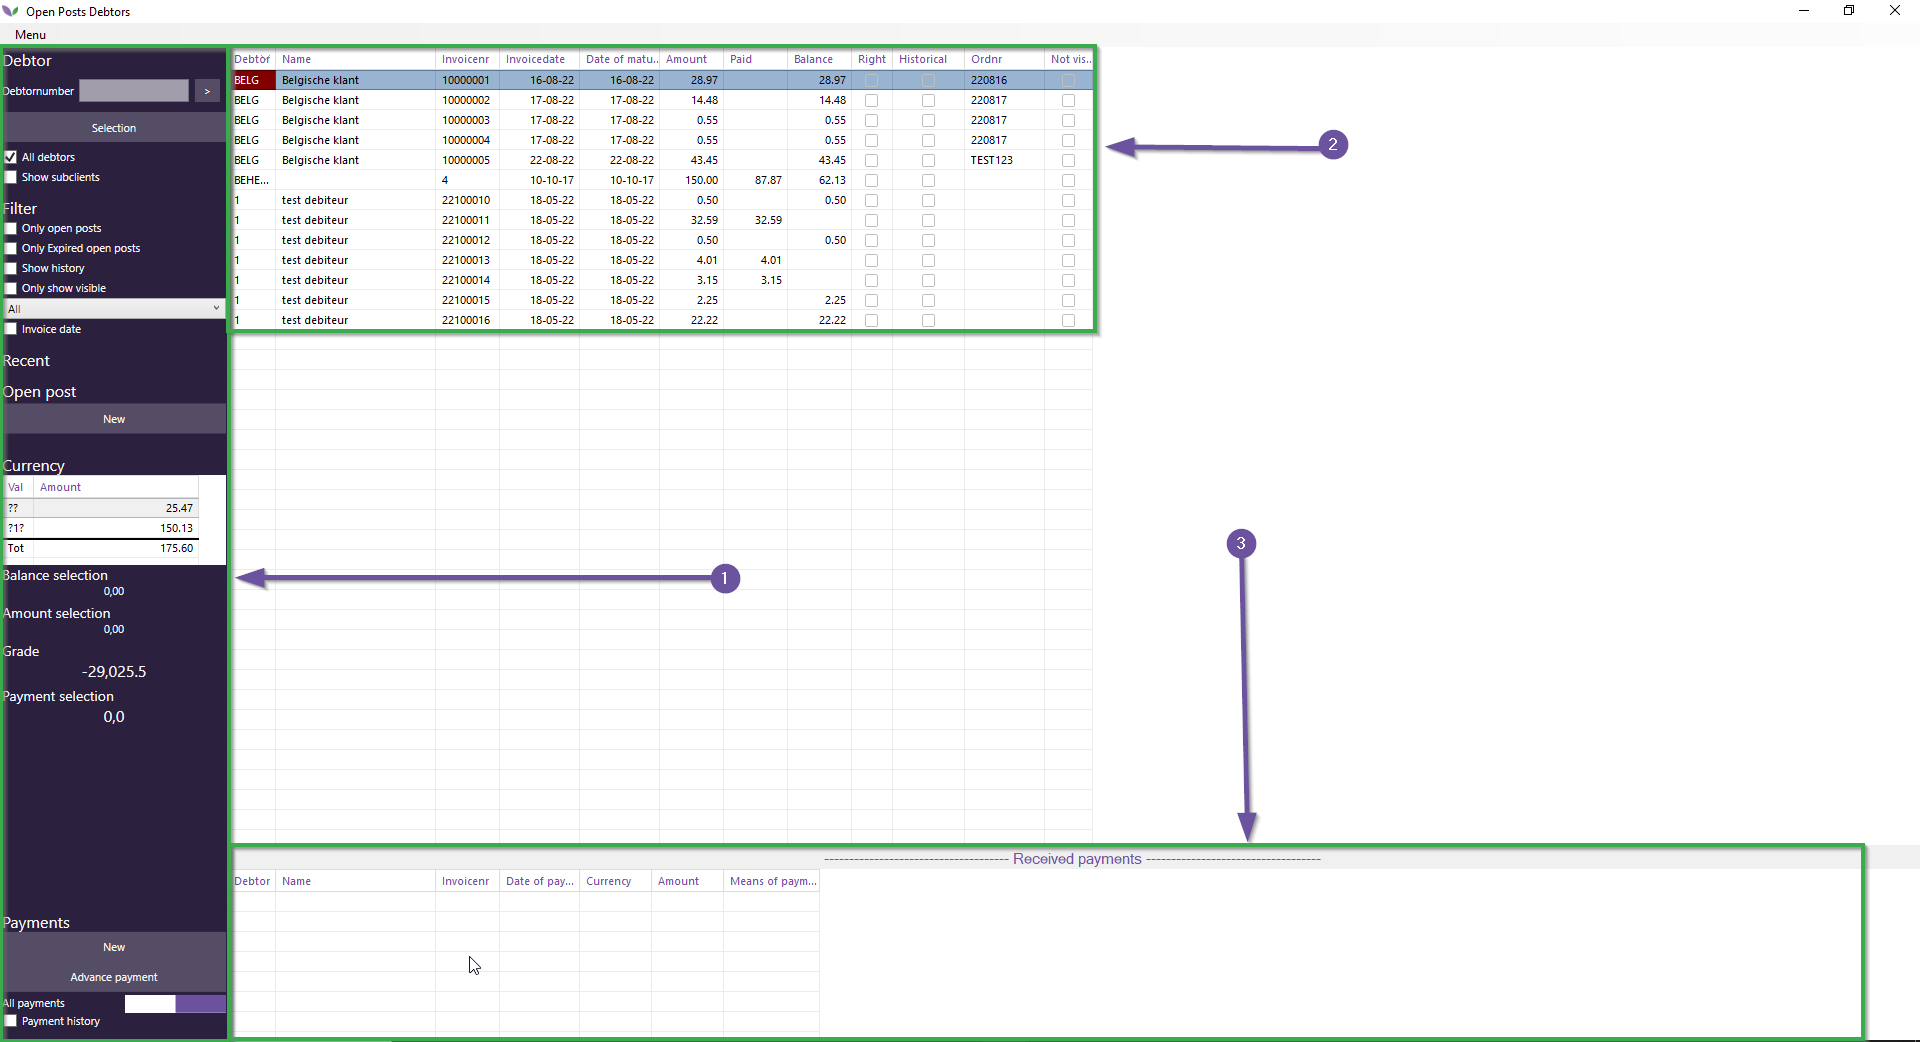 Open Posts Debtors
Menu
Debtor
Debtornumber >
Selection
All debtors
Show subclients
Filter
Only open posts
Only Expired open posts
Show history
Only show visible
All
Invoice date
Recent
Open post
New
Currency
Val Amount
?? 25.47
?1? 150.13
Tot 175.60
Balance selection
0,00
Amount selection
0,00
Grade
-29,025.5
Payment selection
0,0
Payments
New
Advance payment
All payments
Payment history
Debtor Name Invoicenr Invoicedate Date of matu... Amount Paid Balance Right Historical Ordnr Not vis...
BELG Belgische klant 10000001 16-08-22 16-08-22 28.97 28.97 220816
BELG Belgische klant 10000002 17-08-22 17-08-22 14.48 14.48 220817
BELG Belgische klant 10000003 17-08-22 17-08-22 0.55 0.55 220817
BELG Belgische klant 10000004 17-08-22 17-08-22 0.55 0.55 220817
BELG Belgische klant 10000005 22-08-22 22-08-22 43.45 43.45 TEST123
BEHE... 4 10-10-17 10-10-17 150.00 87.87 62.13
1 test debiteur 22100010 18-05-22 18-05-22 0.50 0.50
1 test debiteur 22100011 18-05-22 18-05-22 32.59 32.59
1 test debiteur 22100012 18-05-22 18-05-22 0.50 0.50
1 test debiteur 22100013 18-05-22 18-05-22 4.01 4.01
1 test debiteur 22100014 18-05-22 18-05-22 3.15 3.15
1 test debiteur 22100015 18-05-22 18-05-22 2.25 2.25
1 test debiteur 22100016 18-05-22 18-05-22 22.22 22.22
2
1
3
------------------------------------- Received payments -----------------------------------
Debtor Name Invoicenr Date of pay... Currency Amount Means of paym...